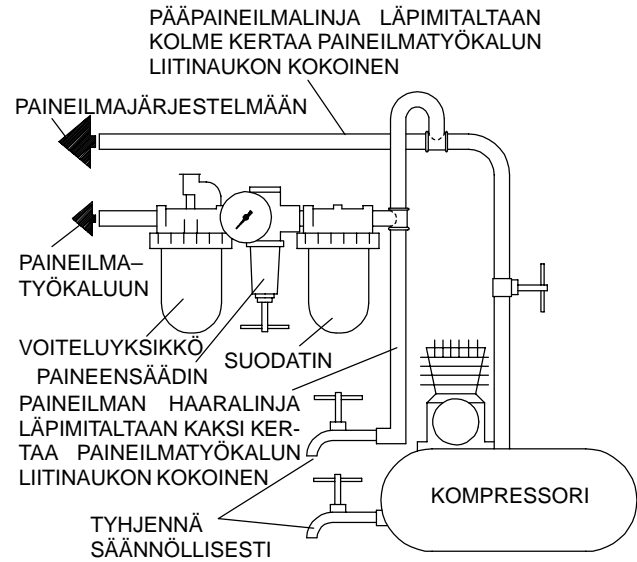 PÄÄPAINEILMALINJA LÄPIMITALTAAN
KOLME KERTAA PAINEILMATYÖKALUN
LIITINAUKON KOKOINEN
PAINEILMAJÄRJESTELMÄÄN
PAINEILMA–
TYÖKALUUN
VOITELUYKSIKKÖ
SUODATIN
PAINEENSÄÄDIN
PAINEILMAN HAARALINJA
LÄPIMITALTAAN KAKSI KER-
TAA PAINEILMATYÖKALUN
LIITINAUKON KOKOINEN
KOMPRESSORI
TYHJENNÄ
SÄÄNNÖLLISESTI